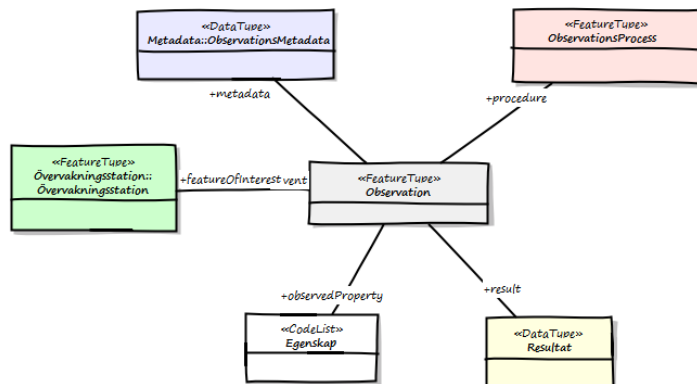 «DataType»
Metadata::ObservationsMetadata
«FeatureType»
ObservationsProcess
+metadata
+procedure
«FeatureType»
Övervakningsstation::
Övervakningsstation
+featureOfInterest
vent
«FeatureType»
Observation
+observedProperty
+result
«CodeList»
Egenskap
«DataType»
Resultat